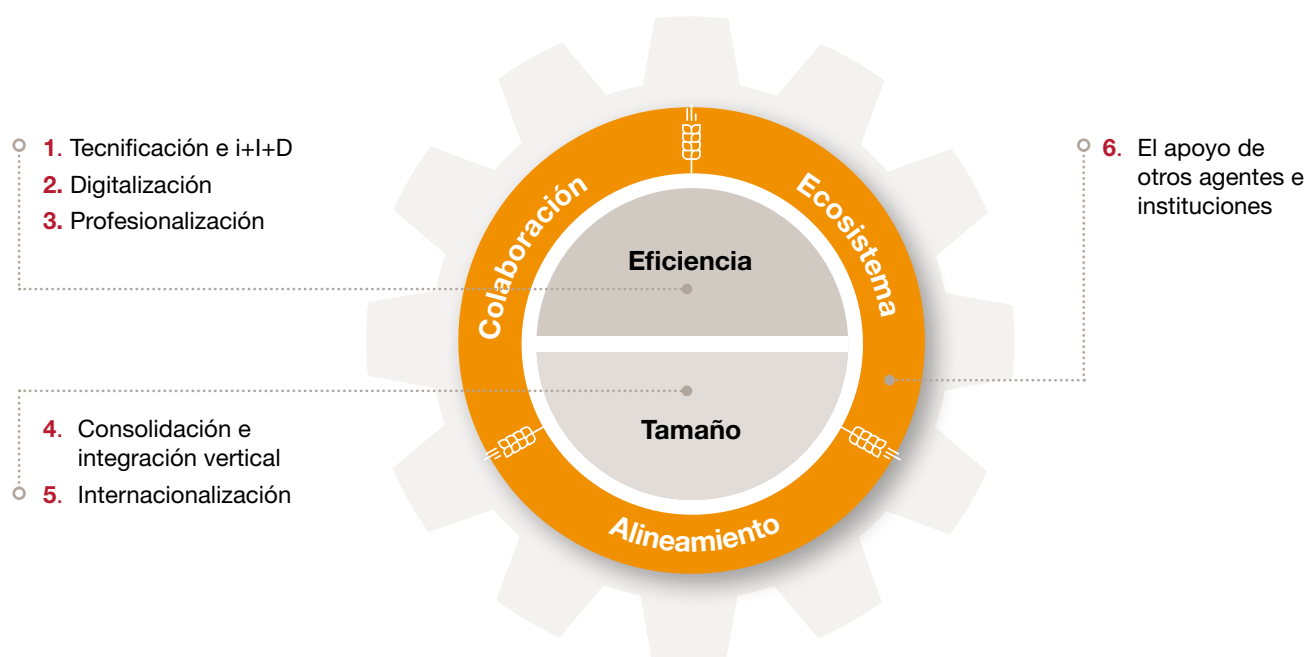 1. Tecnificación e i+I+D
2. Digitalización
3. Profesionalización
4. Consolidación e
integración vertical
5. Internacionalización
Colaboración
Ecosistema
Alineamiento
Eficiencia
Tamaño
6. El apoyo de
otros agentes e
instituciones